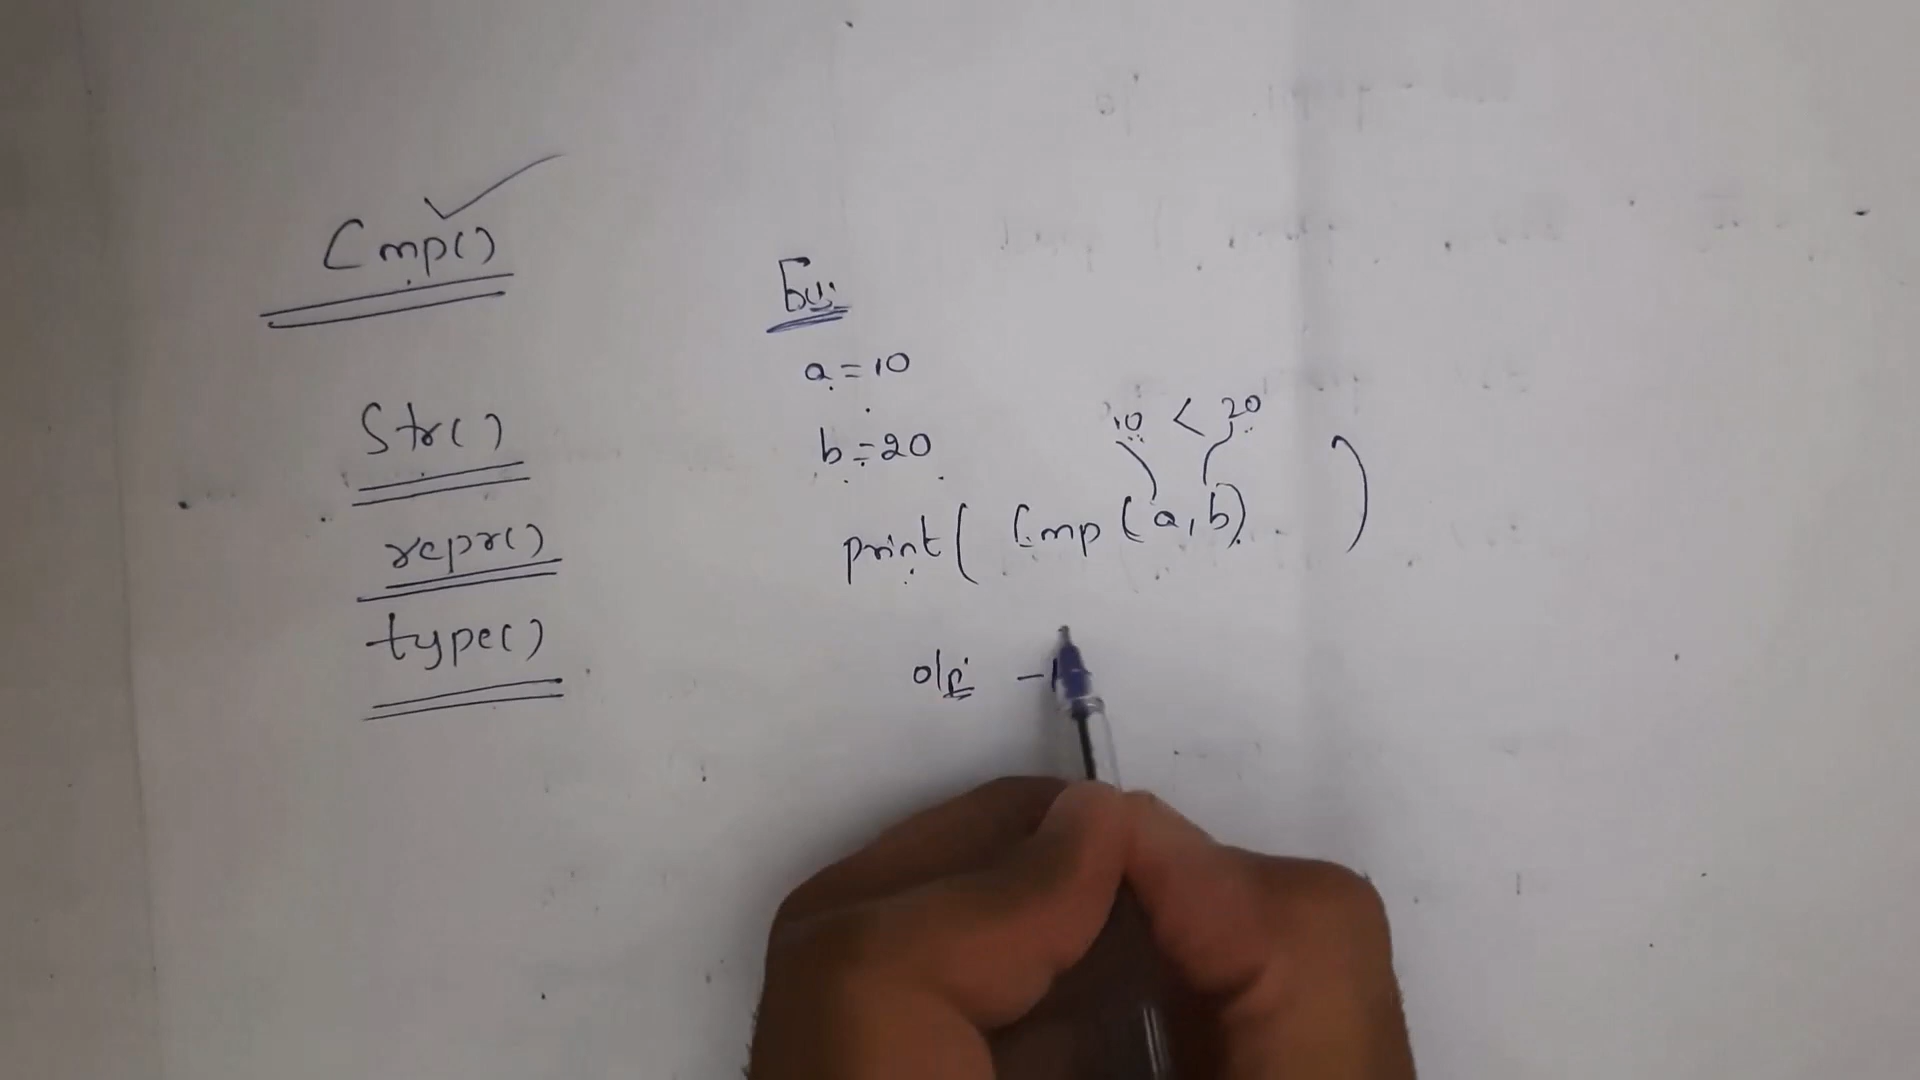 Cmp()
Str()
repr()
type()
Ex:
a = 10
b = 20
10 < 20
print( Cmp(a,b) )
o/p: -1